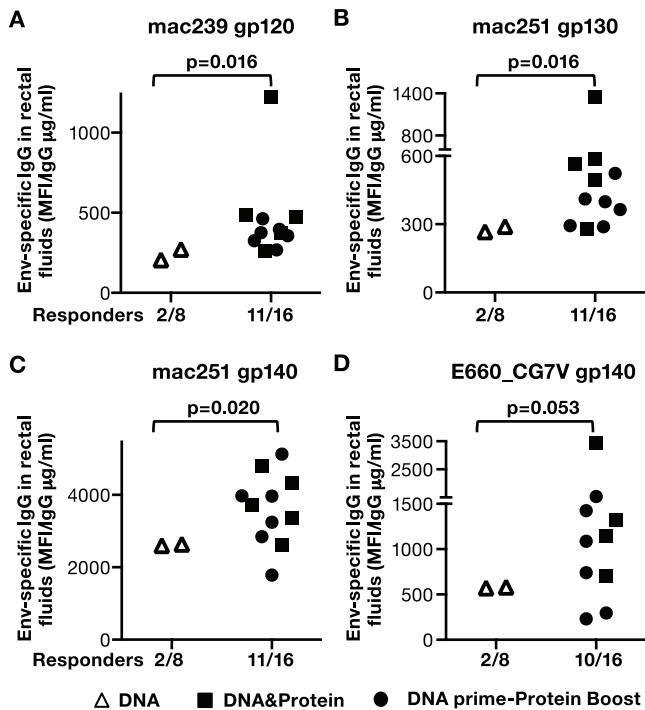 A
mac239 gp120
p=0.016
Env-specific IgG in rectal
fluids (MFI/IgG µg/ml)
1000
500
0
Responders 2/8 11/16
B
mac251 gp130
p=0.016
Env-specific IgG in rectal
fluids (MFI/IgG µg/ml)
1400
800
600
300
0
2/8 11/16
C
mac251 gp140
p=0.020
Env-specific IgG in rectal
fluids (MFI/IgG µg/ml)
4000
2000
0
Responders 2/8 11/16
D
E660_CG7V gp140
p=0.053
Env-specific IgG in rectal
fluids (MFI/IgG µg/ml)
3500
2500
1500
1000
500
0
2/8 10/16
DNA DNA&Protein DNA prime-Protein Boost